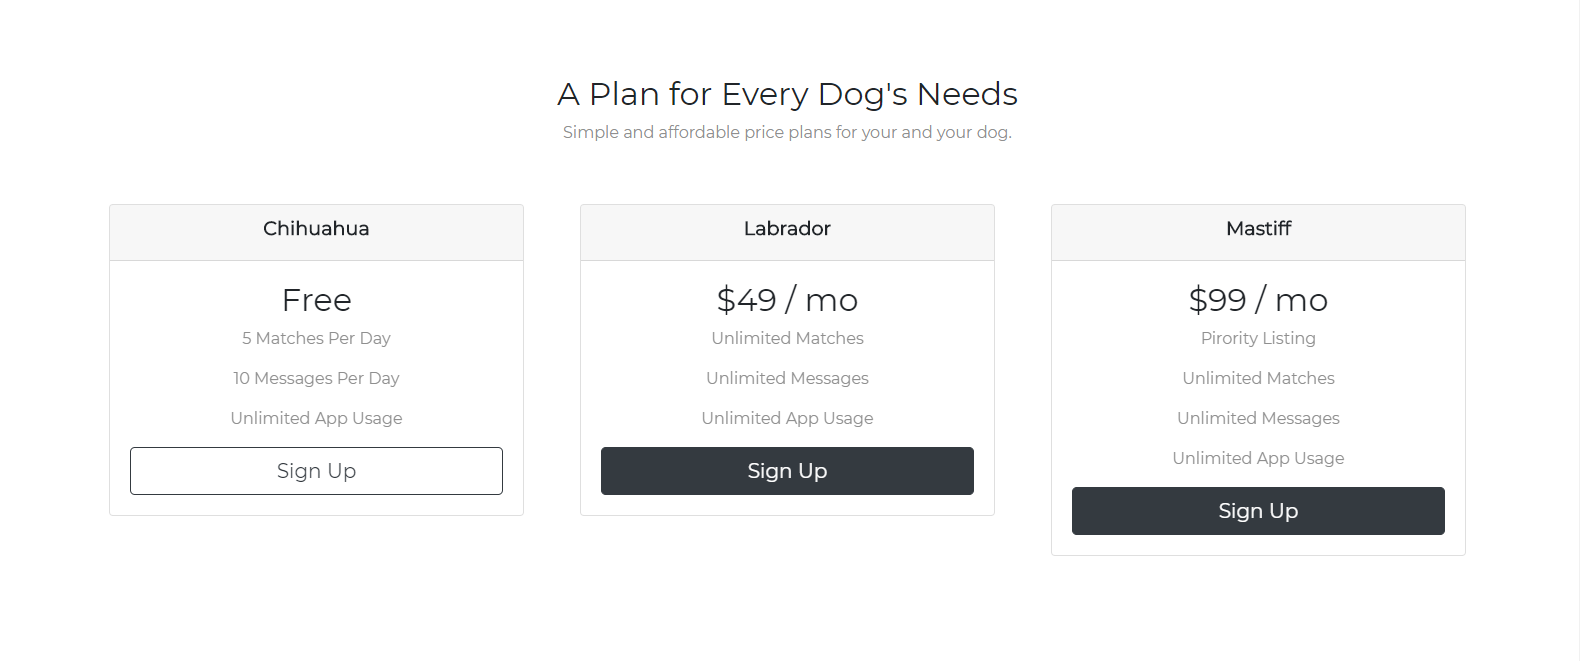 A Plan for Every Dog's Needs
Simple and affordable price plans for your and your dog.
Chihuahua
Free
5 Matches Per Day
10 Messages Per Day
Unlimited App Usage
Sign Up
Labrador
$49 / mo
Unlimited Matches
Unlimited Messages
Unlimited App Usage
Sign Up
Mastiff
$99 / mo
Pirority Listing
Unlimited Matches
Unlimited Messages
Unlimited App Usage
Sign Up